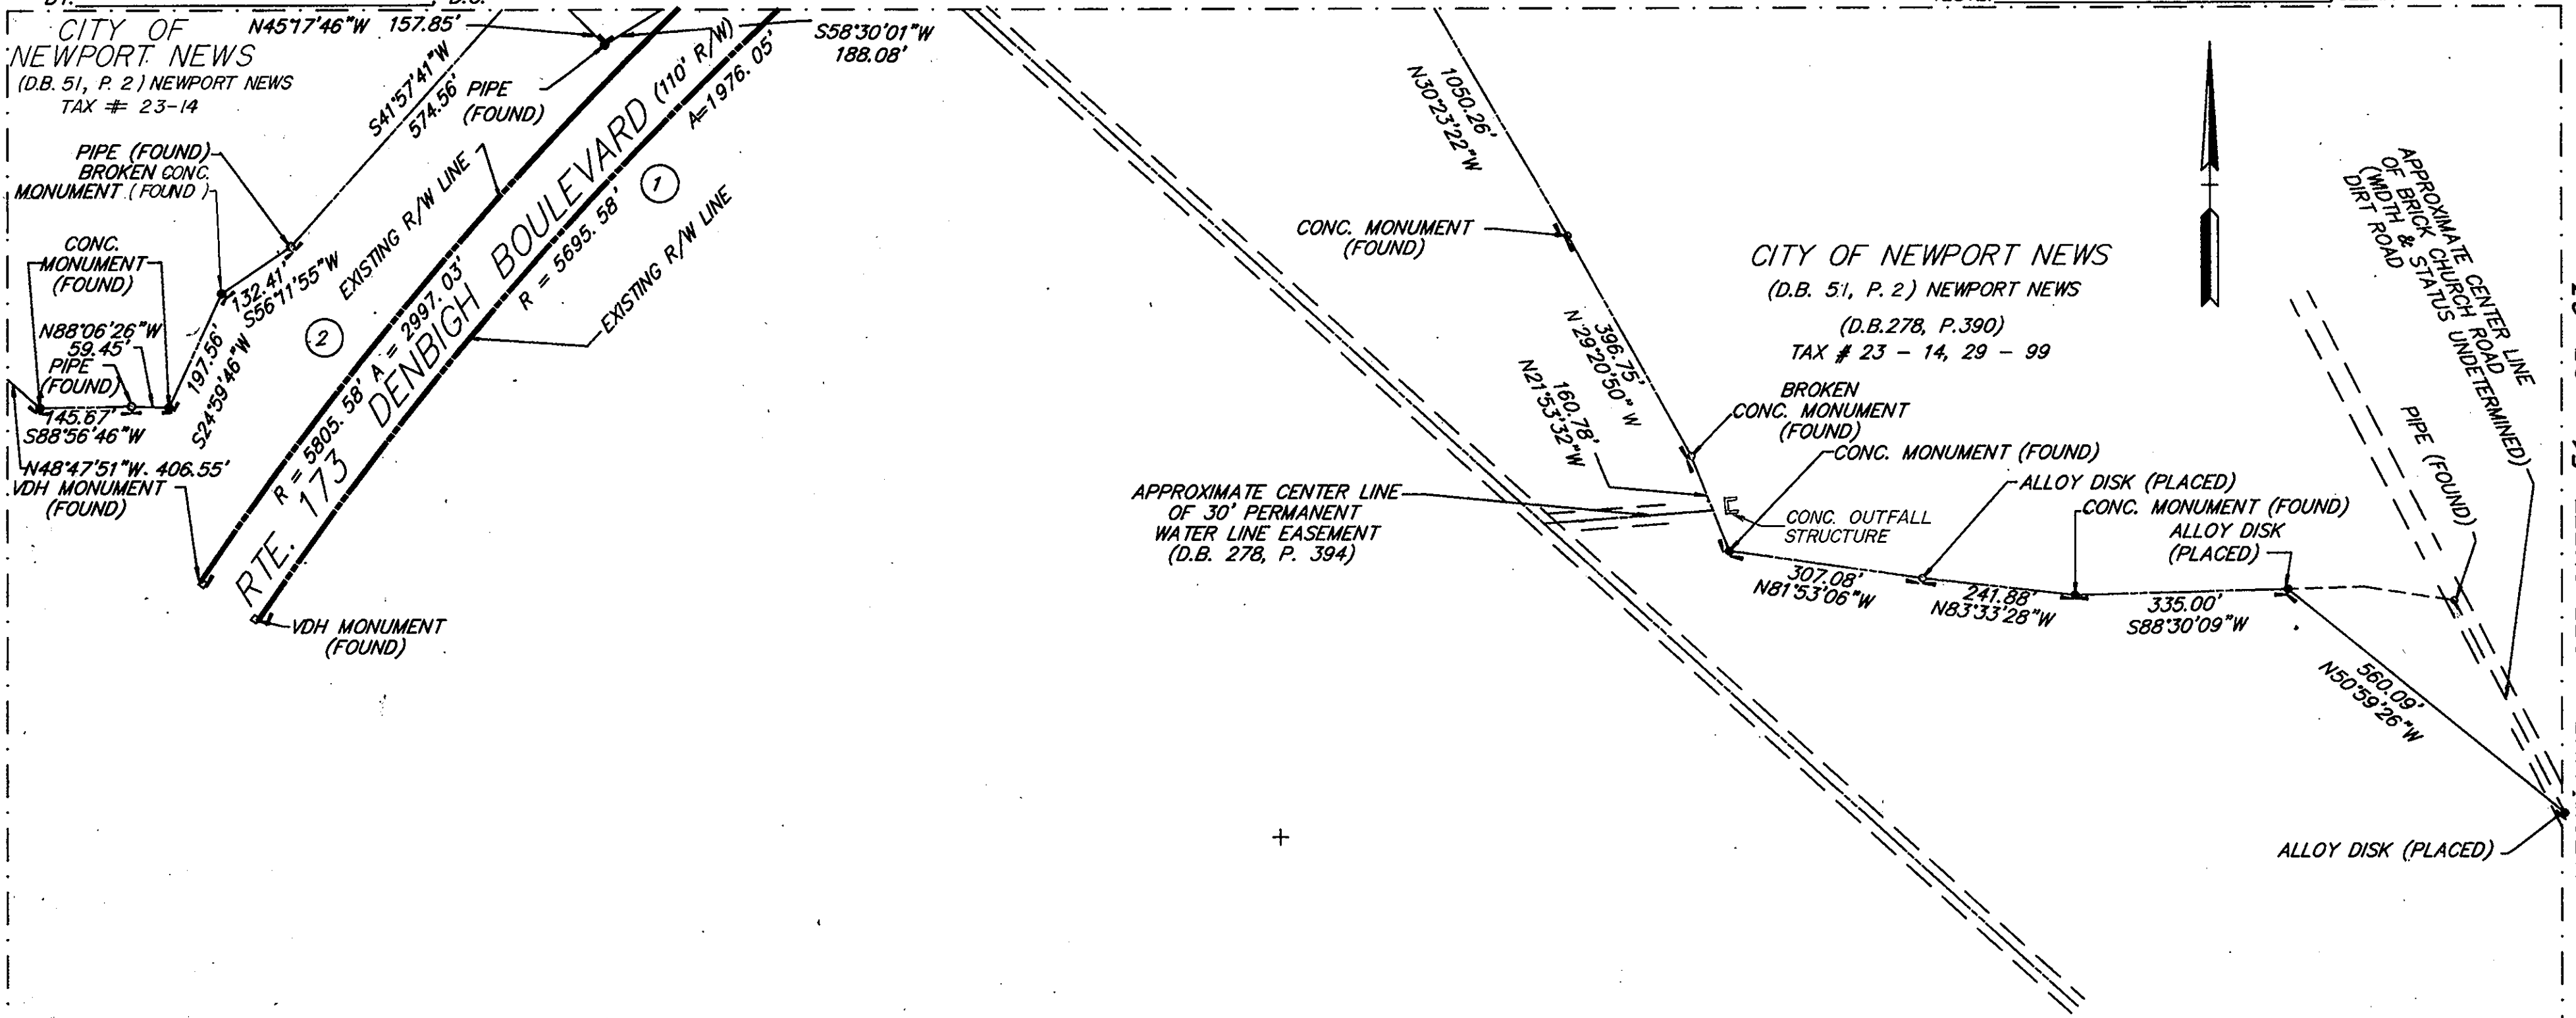 CITY OF
NEWPORT NEWS
(D.B. 51, P. 2) NEWPORT NEWS
TAX # 23-14
N45°17'46"W 157.85'
S41°57'41"W
574.56'
PIPE
(FOUND)
S58°30'01"W
188.08'
PIPE (FOUND)
BROKEN CONC.
MONUMENT (FOUND)
CONC.
MONUMENT
(FOUND)
N88°06'26"W
59.45'
PIPE
(FOUND)
145.67'
S88°56'46"W
N48°47'51"W. 406.55'
VDH MONUMENT
(FOUND)
132.41'
S56°11'55"W
197.56'
S24°59'46"W
2
EXISTING R/W LINE
R = 5805.58' A = 2997.03'
RTE. 173 DENBIGH BOULEVARD (110' R/W)
R = 5695.58' A=1976.05'
1
EXISTING R/W LINE
VDH MONUMENT
(FOUND)
1050.26'
N30°23'22"W
CONC. MONUMENT
(FOUND)
396.75'
N29°20'50"W
160.78'
N21°53'32"W
CITY OF NEWPORT NEWS
(D.B. 51, P. 2) NEWPORT NEWS
(D.B.278, P.390)
TAX # 23 - 14, 29 - 99
BROKEN
CONC. MONUMENT
(FOUND)
CONC. MONUMENT (FOUND)
APPROXIMATE CENTER LINE
OF 30' PERMANENT
WATER LINE EASEMENT
(D.B. 278, P. 394)
CONC. OUTFALL
STRUCTURE
ALLOY DISK (PLACED)
CONC. MONUMENT (FOUND)
ALLOY DISK
(PLACED)
307.08'
N81°53'06"W
241.88'
N83°33'28"W
335.00'
S88°30'09"W
560.09'
N50°59'26"W
APPROXIMATE CENTER LINE
OF BRICK CHURCH ROAD
(WIDTH & STATUS UNDETERMINED)
DIRT ROAD
PIPE (FOUND)
ALLOY DISK (PLACED)